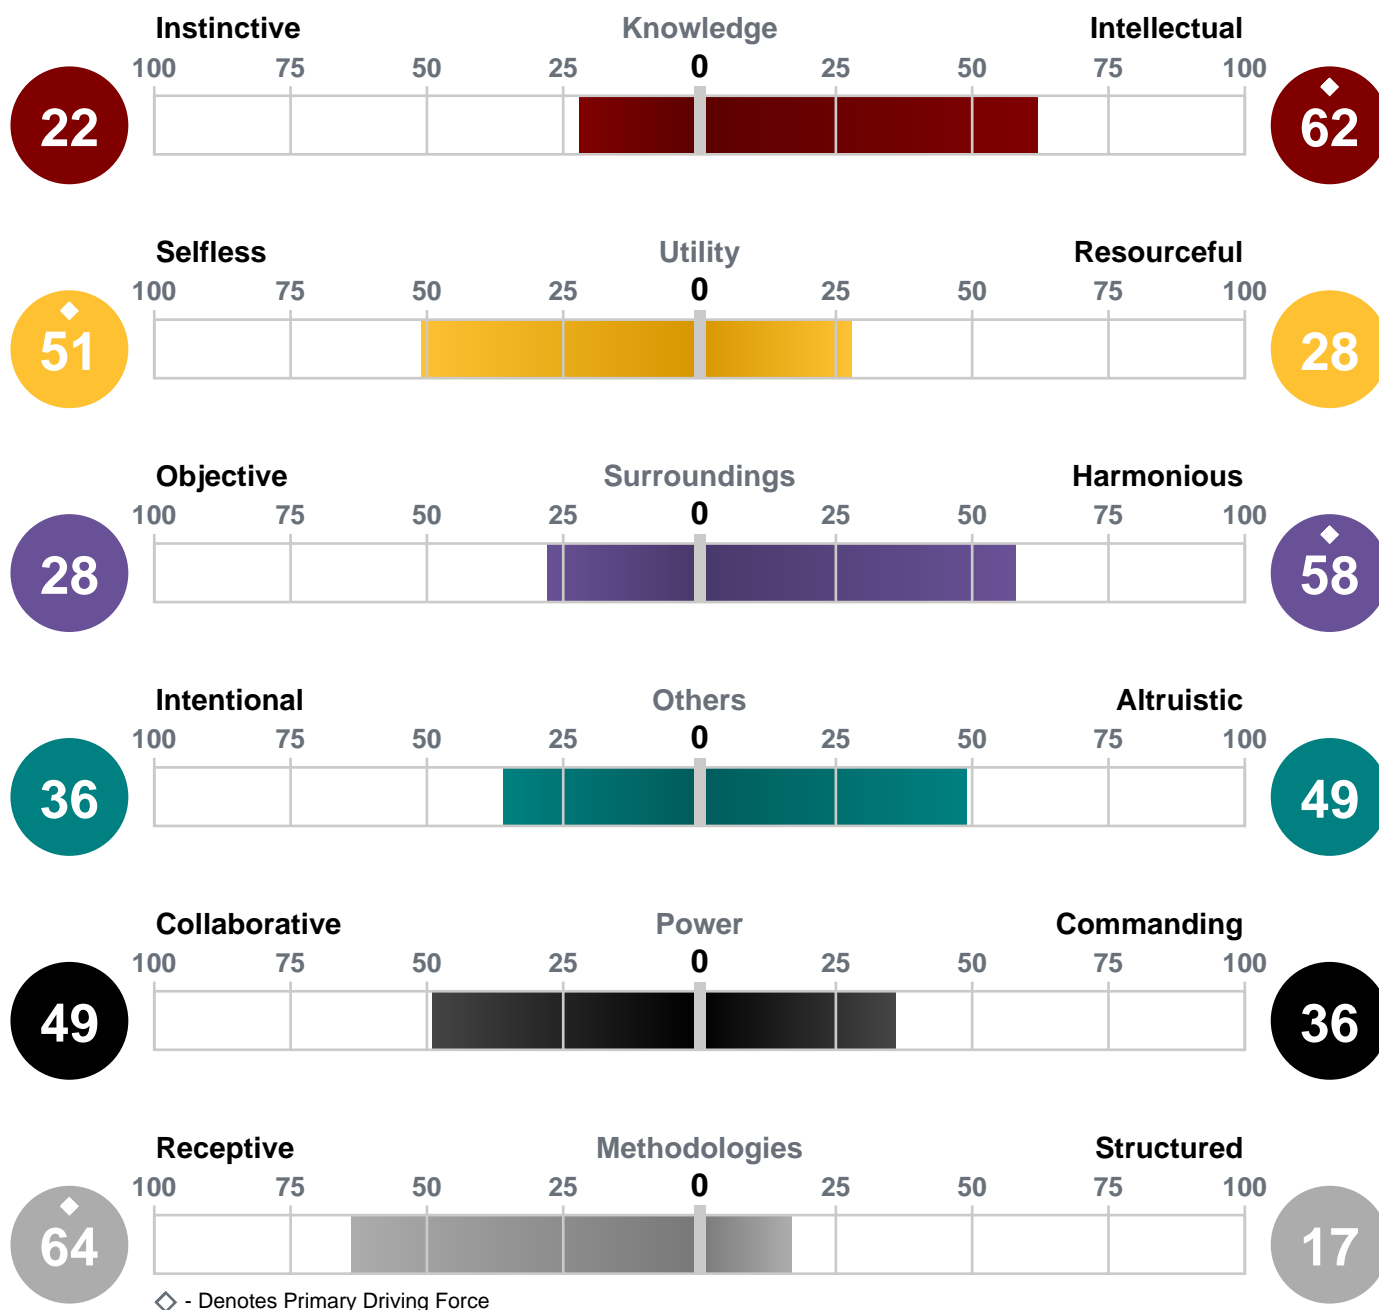 Instinctive Knowledge Intellectual
100 75 50 25 0 25 50 75 100
22 62
Selfless Utility Resourceful
100 75 50 25 0 25 50 75 100
51 28
Objective Surroundings Harmonious
100 75 50 25 0 25 50 75 100
28 58
Intentional Others Altruistic
100 75 50 25 0 25 50 75 100
36 49
Collaborative Power Commanding
100 75 50 25 0 25 50 75 100
49 36
Receptive Methodologies Structured
100 75 50 25 0 25 50 75 100
64 17
- Denotes Primary Driving Force